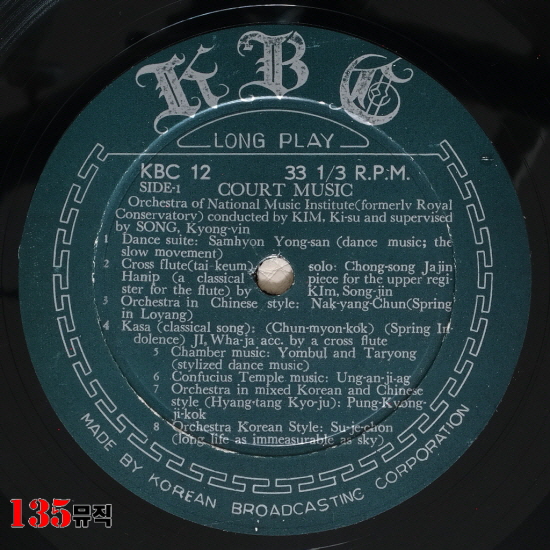 KBC
LONG PLAY
KBC 12 33 1/3 R.P.M.
SIDE-1 COURT MUSIC
Orchestra of National Music Institute(formerly Royal
Conservatory) conducted by KIM, Ki-su and supervised
by SONG, Kyong-vin
1 Dance suite: Samhyon Yong-san (dance music; the
slow movement)
2 Cross flute(tai keum) solo: Chong-song Jajin
Hanip (a classical piece for the upper regi-
ster for the flute) by KIm, Song-jin
3 Orchestra in Chinese style: Nak-yang-Chun(Spring
in Loyang)
4 Kasa (classical song): (Chun-myon-kok) (Spring In-
dolence) JI, Wha-ja acc. by a cross flute
5 Chamber music: Yombul and Taryong
(stylized dance music)
6 Confucius Temple music: Ung-an-ji-ag
7 Orchestra in mixed Korean and Chinese
style (Hyang-tang Kyo-ju): Pung-Kyong-
ji-kok
8 Orchestra Korean Style: Su-je-chon
(long life as immeasurable as sky)
MADE BY KOREAN BROADCASTING CORPORATION
135뮤직